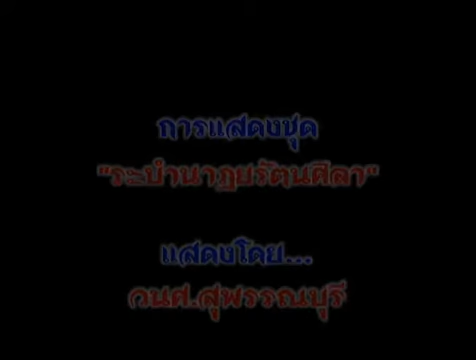 การแสดงชุด
"ระบำนาฏยรัตนศิลา"
แสดงโดย...
วนศ.สุพรรณบุรี